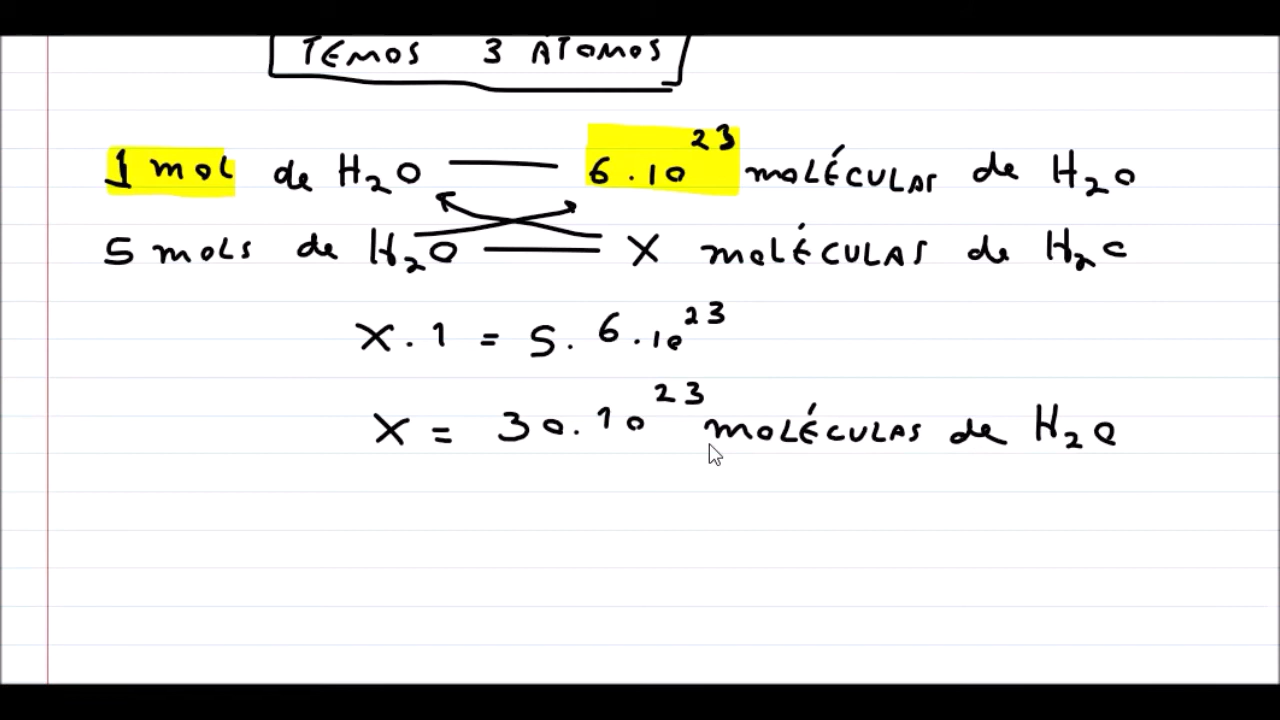 TEMOS 3 ÁTOMOS
1 mol de H2O —— 6.10^23 moLÉCULAS de H2O
5 mols de H2O —— X moLÉCULAS de H2O
X.1 = 5.6.10^23
X = 30.10^23 moLÉCULAS de H2O